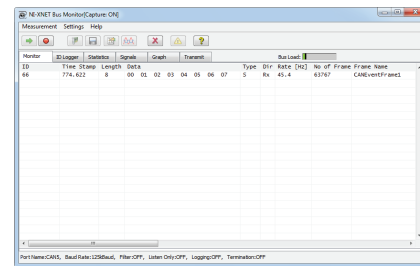 NI-XNET Bus Monitor[Capture: ON]
Measurement Settings Help
Monitor ID Logger Statistics Signals Graph Transmit Bus Load:
ID Time Stamp Length Data Type Dir Rate [Hz] No of Frame Frame Name
66 774.622 8 00 01 02 03 04 05 06 07 S Rx 45.4 63767 CANEventFrame1
Port Name:CAN5, Baud Rate:125kBaud, Filter:OFF, Listen Only:OFF, Logging:OFF, Termination:OFF